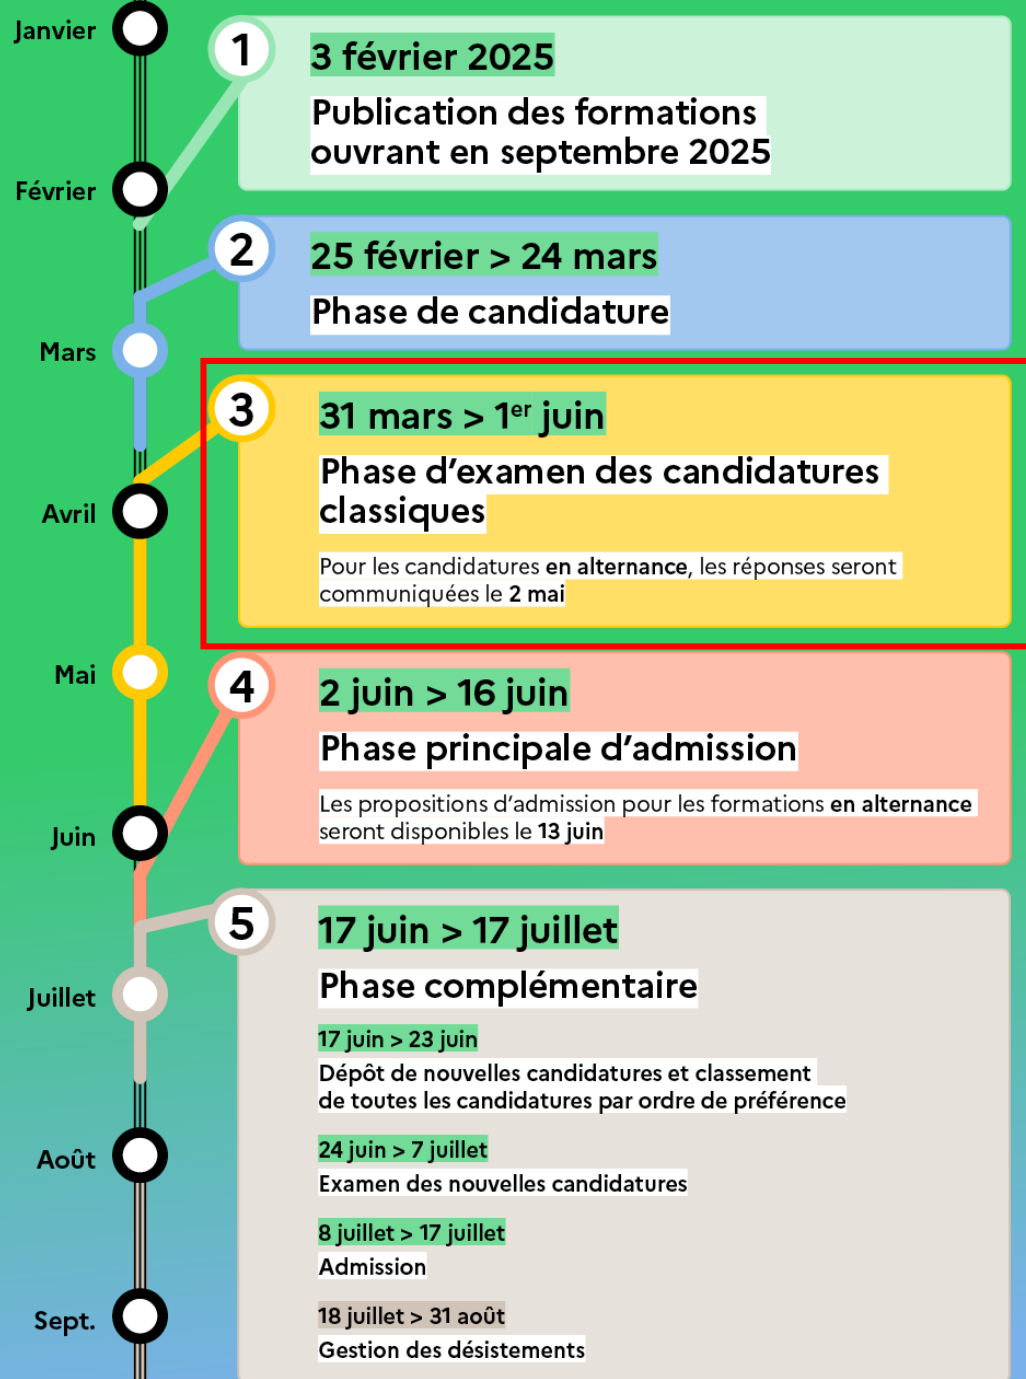 Janvier
1
3 février 2025
Publication des formations
ouvrant en septembre 2025
Février
2
25 février > 24 mars
Phase de candidature
Mars
3
31 mars > 1er juin
Phase d’examen des candidatures
classiques
Avril
Pour les candidatures en alternance, les réponses seront
communiquées le 2 mai
Mai
4
2 juin > 16 juin
Phase principale d’admission
Les propositions d’admission pour les formations en alternance
seront disponibles le 13 juin
Juin
5
17 juin > 17 juillet
Phase complémentaire
Juillet
17 juin > 23 juin
Dépôt de nouvelles candidatures et classement
de toutes les candidatures par ordre de préférence
24 juin > 7 juillet
Août
Examen des nouvelles candidatures
8 juillet > 17 juillet
Admission
18 juillet > 31 août
Sept.
Gestion des désistements